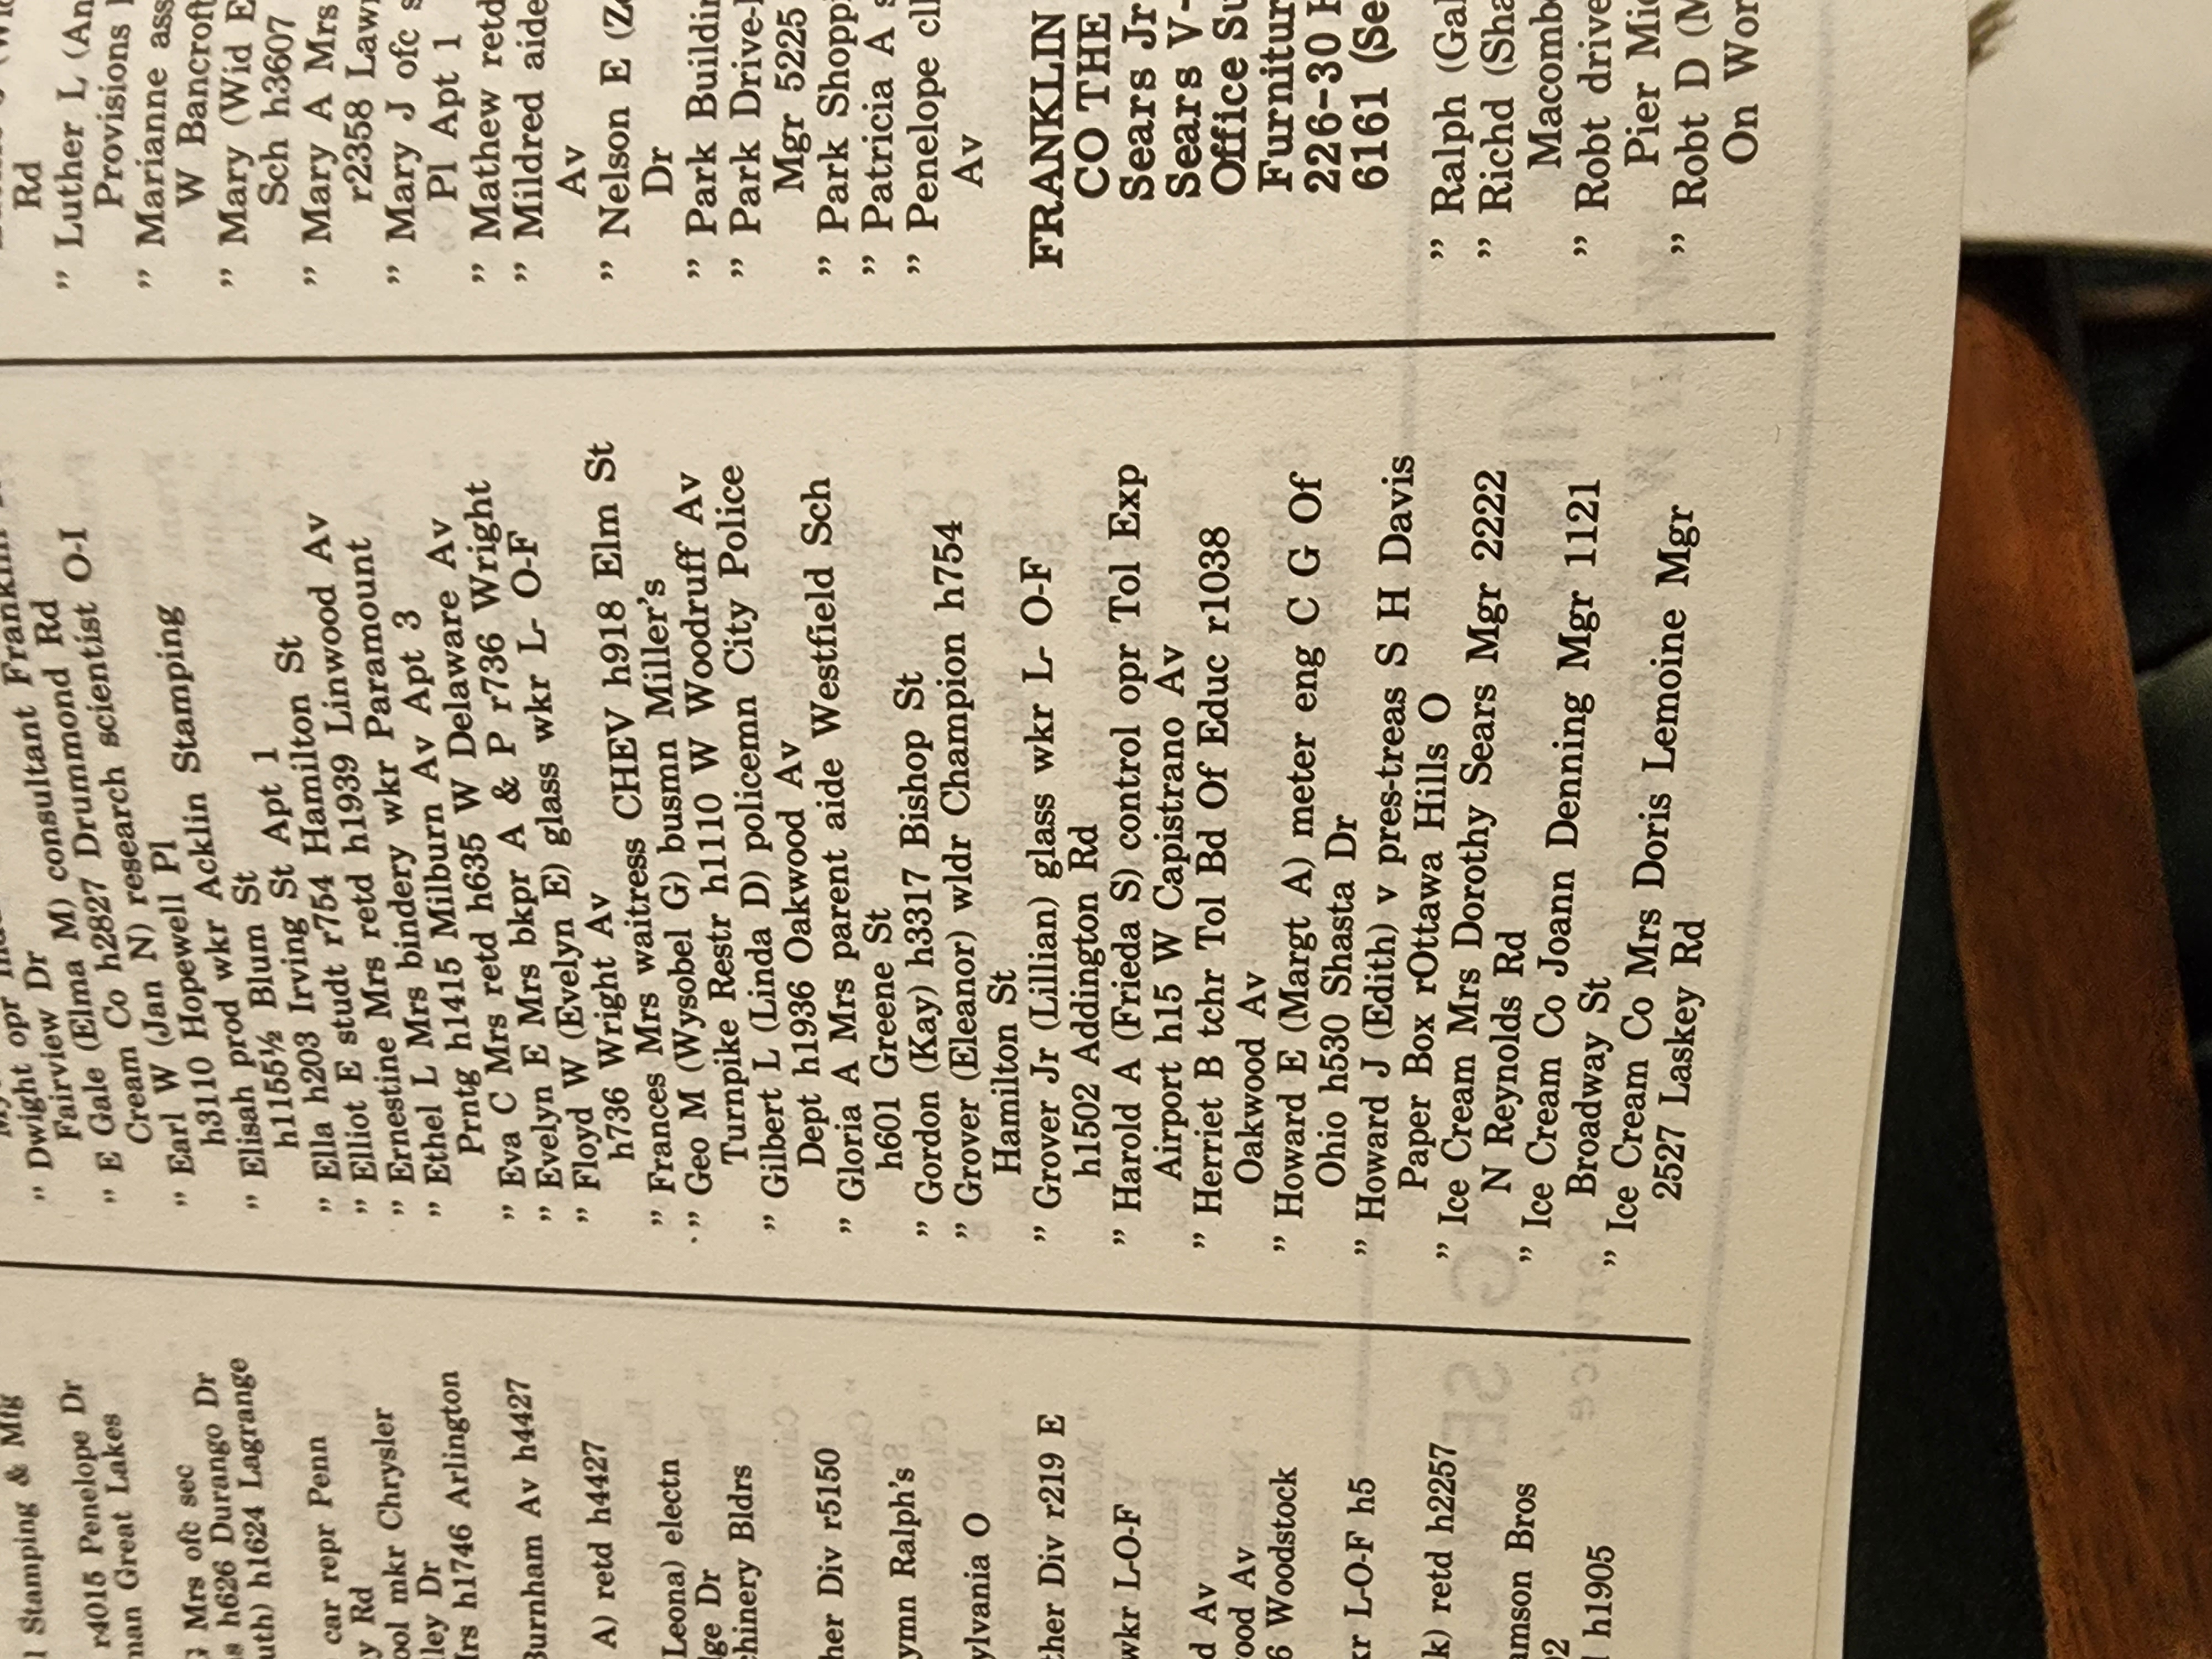 l Stamping & Mfg
r4015 Penelope Dr
man Great Lakes
Mrs ofc sec
s h626 Durango Dr
uth) h1624 Lagrange
car repr Penn
y Rd
ool mkr Chrysler
lley Dr
Mrs h1746 Arlington
Burnham Av h4427
A) retd h4427
Leona) electn
ge Dr
chinery Bldrs
her Div r5150
ymn Ralph's
ylvania O
ther Div r219 E
wkr L-O-F
d Av
ood Av
6 Woodstock
kr L-O-F h5
k) retd h2257
amson Bros
02
l h1905
" Dwight opr
Fairview Dr
" E Gale (Elma M) consultant Franklin
Cream Co h2827 Drummond Rd
" Earl W (Jan N) research scientist O-I
h3110 Hopewell Pl
" Elisah prod wkr Acklin Stamping
h1155½ Blum St
" Ella h203 Irving St Apt 1
" Elliot E studt r754 Hamilton St
" Ernestine Mrs retd h1939 Linwood Av
" Ethel L Mrs bindery wkr Paramount
Prntg h1415 Milburn Av Apt 3
" Eva C Mrs retd h635 W Delaware Av
" Evelyn E Mrs bkpr A & P r736 Wright
" Floyd W (Evelyn E) glass wkr L- O-F
h736 Wright Av
" Frances Mrs waitress CHEV h918 Elm St
" Geo M (Wysobel G) busmn Miller's
Turnpike Restr h1110 W Woodruff Av
" Gilbert L (Linda D) policemn City Police
Dept h1936 Oakwood Av
" Gloria A Mrs parent aide Westfield Sch
h601 Greene St
" Gordon (Kay) h3317 Bishop St
" Grover (Eleanor) wldr Champion h754
Hamilton St
" Grover Jr (Lillian) glass wkr L- O-F
h1502 Addington Rd
" Harold A (Frieda S) control opr Tol Exp
Airport h15 W Capistrano Av
" Herriet B tchr Tol Bd Of Educ r1038
Oakwood Av
" Howard E (Margt A) meter eng C G Of
Ohio h530 Shasta Dr
" Howard J (Edith) v pres-treas S H Davis
Paper Box rOttawa Hills O
" Ice Cream Mrs Dorothy Sears Mgr 2222
N Reynolds Rd
" Ice Cream Co Joann Denning Mgr 1121
Broadway St
" Ice Cream Co Mrs Doris Lemoine Mgr
2527 Laskey Rd
Rd
" Luther L (An
Provisions
" Marianne ass
W Bancroft
" Mary (Wid E
Sch h3607
" Mary A Mrs
r2358 Law
" Mary J ofc s
Pl Apt 1
" Mathew retd
" Mildred aide
Av
" Nelson E (Z
Dr
" Park Buildin
" Park Drive-
Mgr 5225
" Park Shoppi
" Patricia A s
" Penelope cl
Av
FRANKLIN
CO THE
Sears Jr
Sears V-
Office Su
Furnitur
226-30
6161 (Se
" Ralph (Gal
" Richd (Sha
Macomb
" Robt drive
Pier Mi
" Robt D (M
On Wor